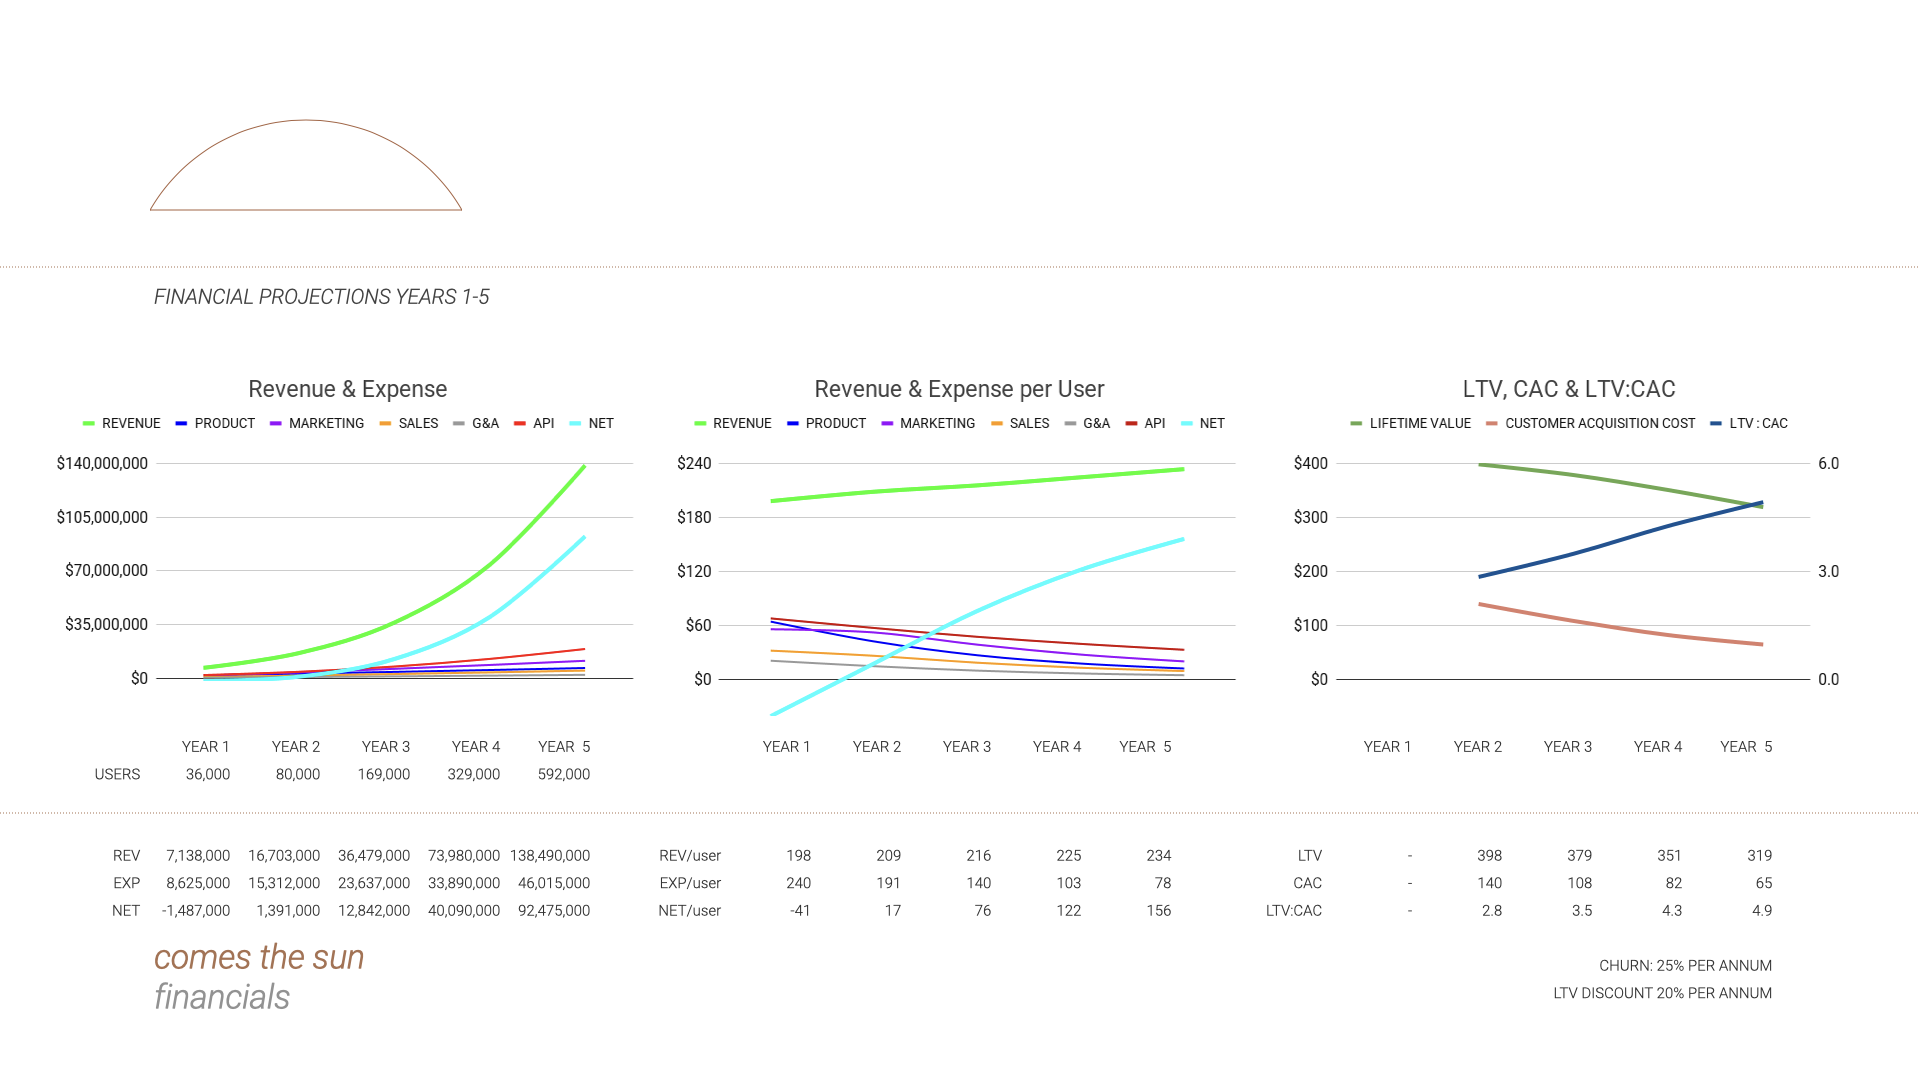 FINANCIAL PROJECTIONS YEARS 1-5
Revenue & Expense
REVENUE PRODUCT MARKETING SALES G&A API NET
$140,000,000
$105,000,000
$70,000,000
$35,000,000
$0
YEAR 1 YEAR 2 YEAR 3 YEAR 4 YEAR 5
USERS 36,000 80,000 169,000 329,000 592,000
Revenue & Expense per User
REVENUE PRODUCT MARKETING SALES G&A API NET
$240
$180
$120
$60
$0
YEAR 1 YEAR 2 YEAR 3 YEAR 4 YEAR 5
LTV, CAC & LTV:CAC
LIFETIME VALUE CUSTOMER ACQUISITION COST LTV : CAC
$400 6.0
$300
$200 3.0
$100
$0 0.0
YEAR 1 YEAR 2 YEAR 3 YEAR 4 YEAR 5
REV 7,138,000 16,703,000 36,479,000 73,980,000 138,490,000
EXP 8,625,000 15,312,000 23,637,000 33,890,000 46,015,000
NET -1,487,000 1,391,000 12,842,000 40,090,000 92,475,000
REV/user 198 209 216 225 234
EXP/user 240 191 140 103 78
NET/user -41 17 76 122 156
LTV - 398 379 351 319
CAC - 140 108 82 65
LTV:CAC - 2.8 3.5 4.3 4.9
comes the sun
financials
CHURN: 25% PER ANNUM
LTV DISCOUNT 20% PER ANNUM